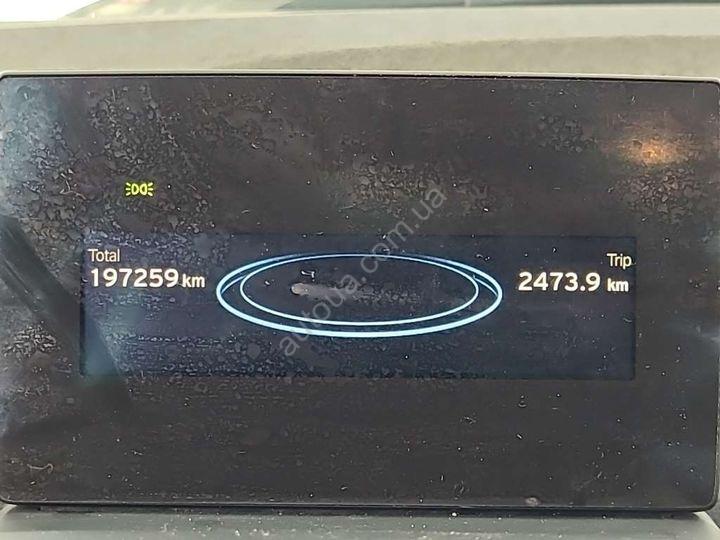 Total
Trip
197259 km
2473.9 km
autoua.com.ua